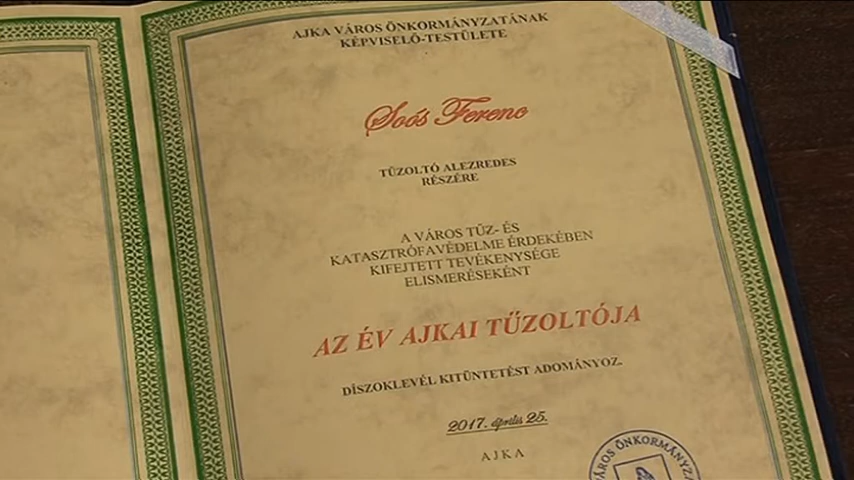 AJKA VÁROS ÖNKORMÁNYZATÁNAK
KÉPVISELŐ-TESTÜLETE
Soós Ferenc
TŰZOLTÓ ALEZREDES
RÉSZÉRE
A VÁROS TŰZ- ÉS
KATASZTRÓFAVÉDELME ÉRDEKÉBEN
KIFEJTETT TEVÉKENYSÉGE
ELISMERÉSEKÉNT
AZ ÉV AJKAI TŰZOLTÓJA
DÍSZOKLEVÉL KITÜNTETÉST ADOMÁNYOZ.
2017. április 25.
AJKA
VÁROS ÖNKORMÁNYZA